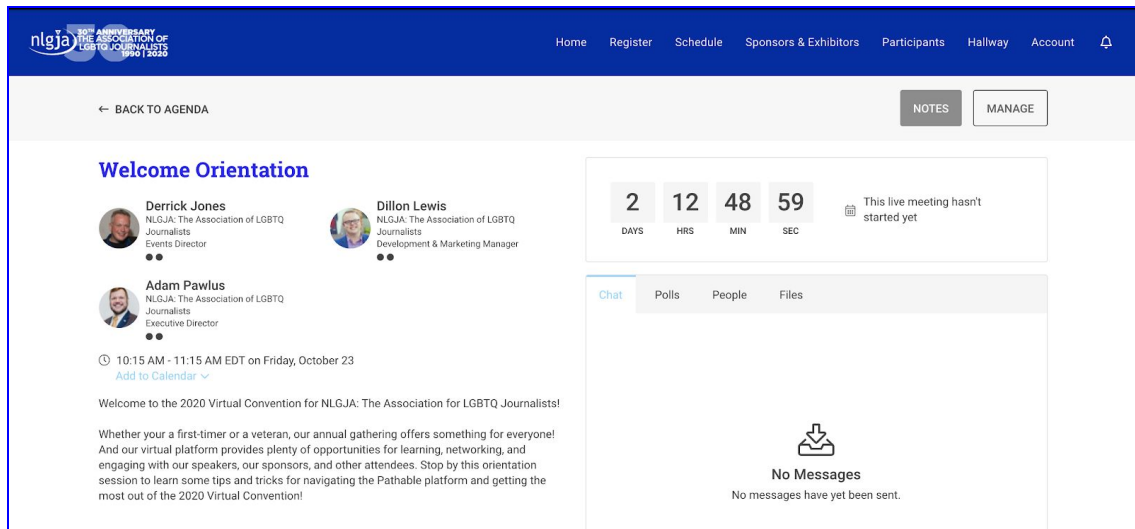 nlgja
30TH ANNIVERSARY
THE ASSOCIATION OF
LGBTQ JOURNALISTS
1990 | 2020
Home Register Schedule Sponsors & Exhibitors Participants Hallway Account
← BACK TO AGENDA
NOTES MANAGE
Welcome Orientation
Derrick Jones
NLGJA: The Association of LGBTQ
Journalists
Events Director
Dillon Lewis
NLGJA: The Association of LGBTQ
Journalists
Development & Marketing Manager
Adam Pawlus
NLGJA: The Association of LGBTQ
Journalists
Executive Director
10:15 AM - 11:15 AM EDT on Friday, October 23
Add to Calendar
Welcome to the 2020 Virtual Convention for NLGJA: The Association for LGBTQ Journalists!
Whether your a first-timer or a veteran, our annual gathering offers something for everyone!
And our virtual platform provides plenty of opportunities for learning, networking, and
engaging with our speakers, our sponsors, and other attendees. Stop by this orientation
session to learn some tips and tricks for navigating the Pathable platform and getting the
most out of the 2020 Virtual Convention!
2 12 48 59
DAYS HRS MIN SEC
This live meeting hasn't
started yet
Chat Polls People Files
No Messages
No messages have yet been sent.